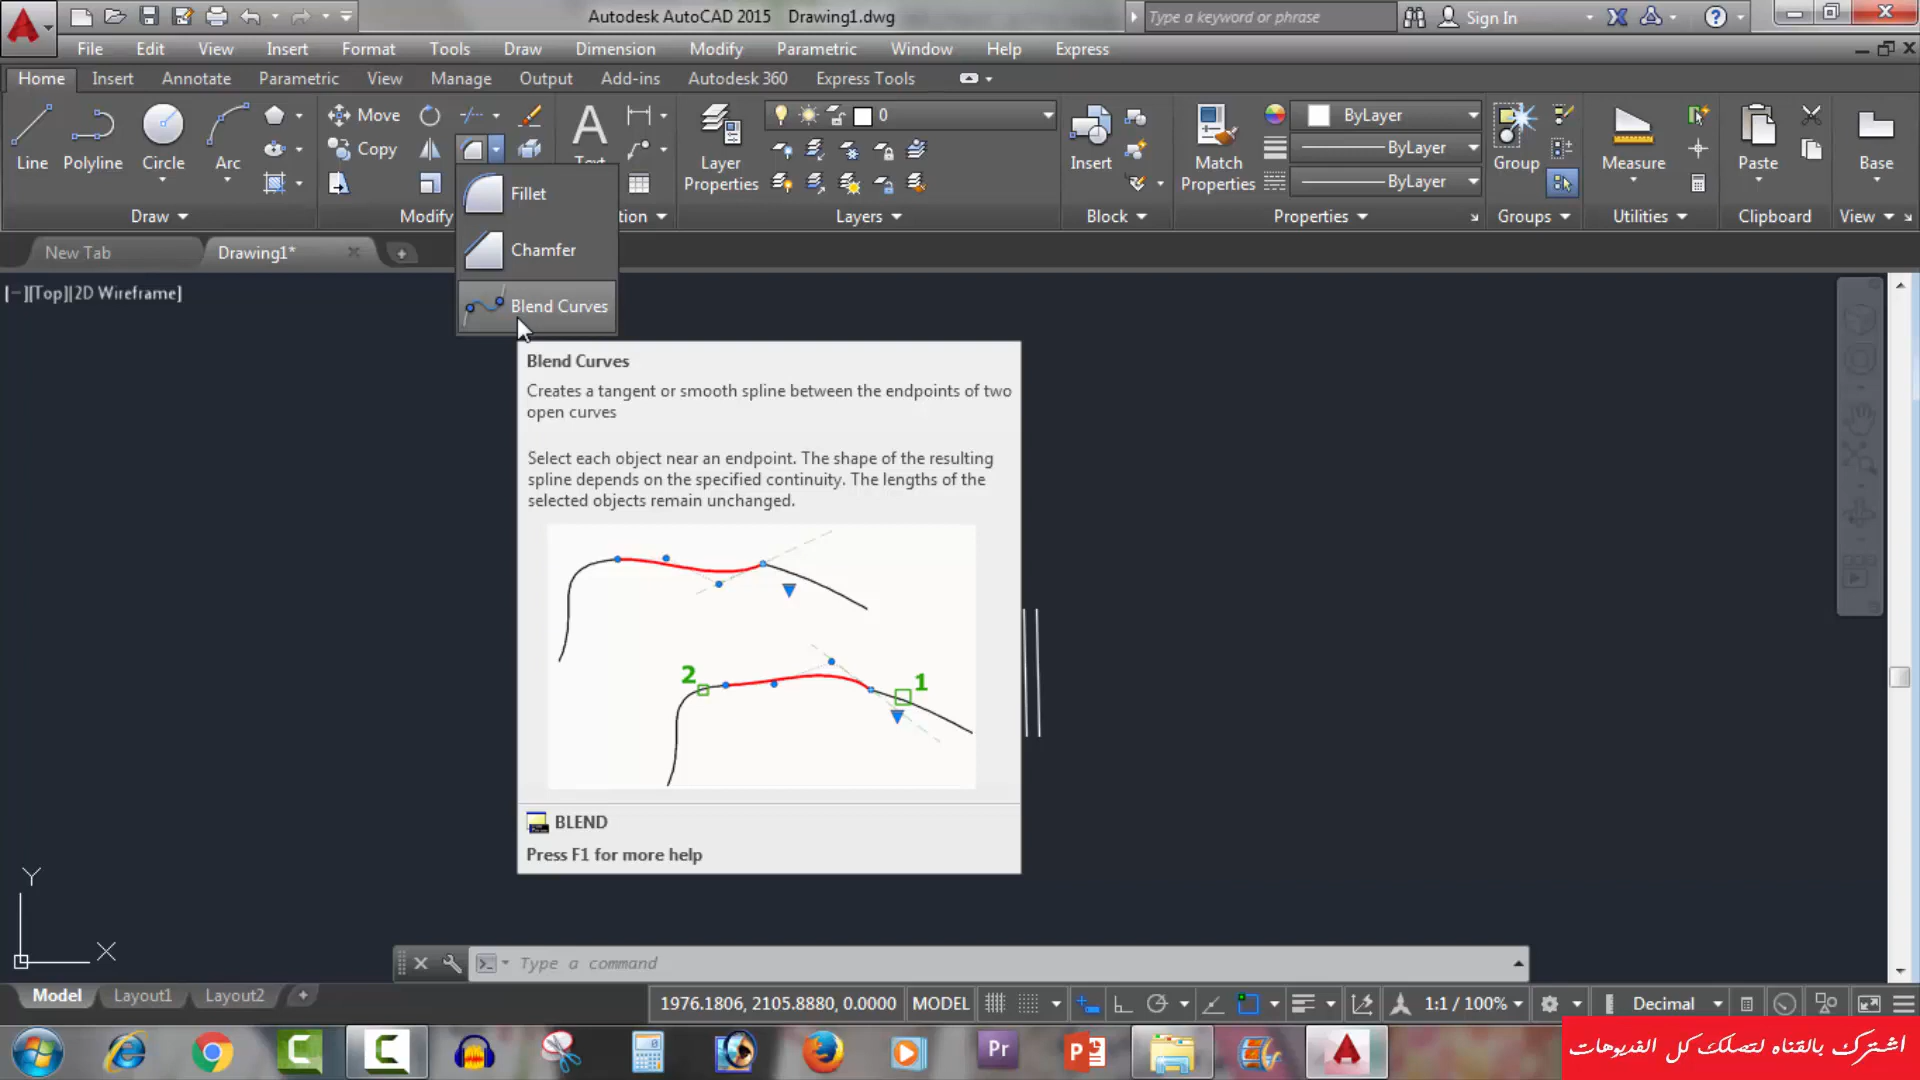 Autodesk AutoCAD 2015 Drawing1.dwg
Type a keyword or phrase
Sign In
File Edit View Insert Format Tools Draw Dimension Modify Parametric Window Help Express
Home Insert Annotate Parametric View Manage Output Add-ins Autodesk 360 Express Tools
Move
0
ByLayer
Copy
ByLayer
Line Polyline Circle Arc
Text
Layer
Properties
Insert
Match
Properties
Group
Measure
Paste
Base
ByLayer
Fillet
Draw
Modify
Layers
Block
Properties
Groups
Utilities
Clipboard
View
New Tab
Drawing1*
Chamfer
[−][Top][2D Wireframe]
Blend Curves
Blend Curves
Creates a tangent or smooth spline between the endpoints of two
open curves
Select each object near an endpoint. The shape of the resulting
spline depends on the specified continuity. The lengths of the
selected objects remain unchanged.
2
1
BLEND
Press F1 for more help
Y
X
Type a command
Model Layout1 Layout2
1976.1806, 2105.8880, 0.0000 MODEL
1:1 / 100%
Decimal
Pr
اشترك بالقناه لتصلك كل الفديوهات